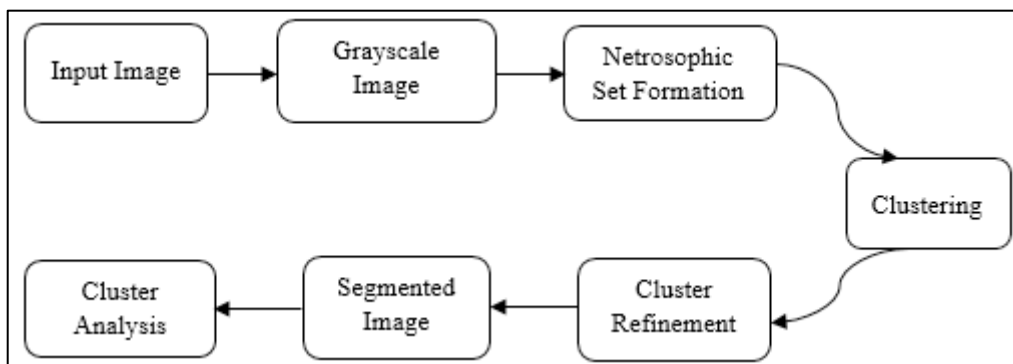 Input Image
Grayscale
Image
Netrosophic
Set Formation
Clustering
Cluster
Refinement
Segmented
Image
Cluster
Analysis